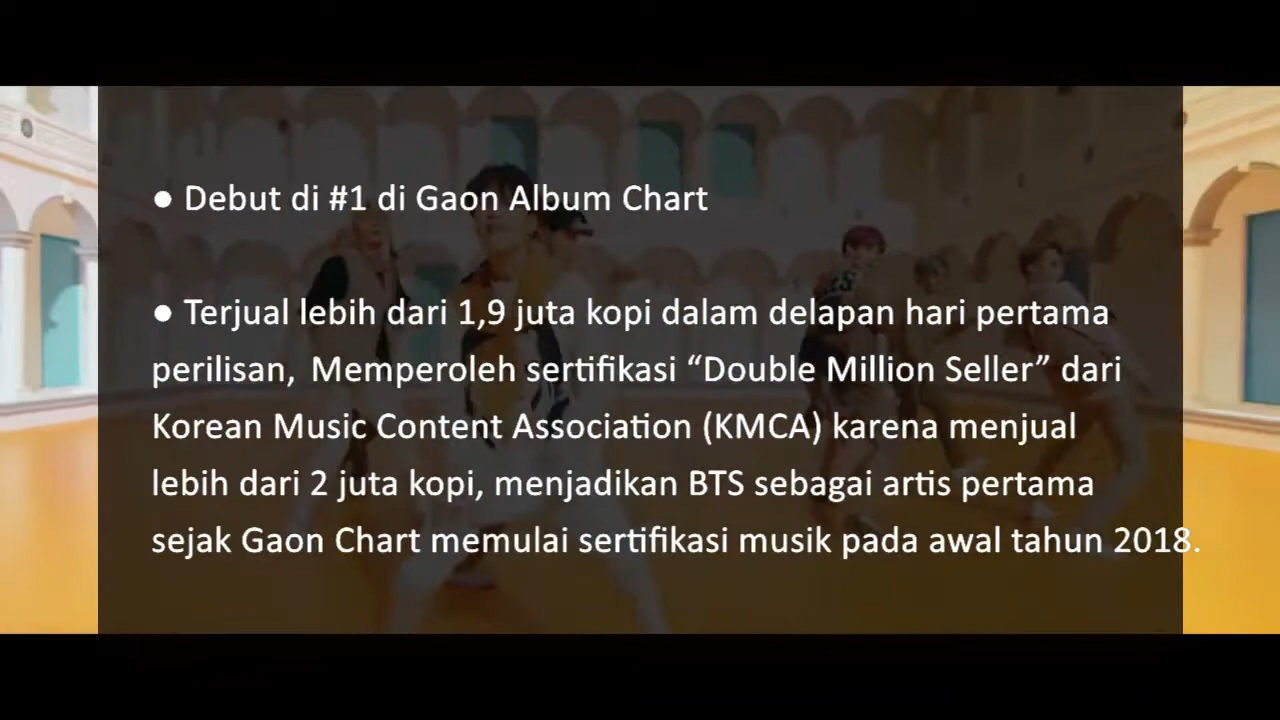 ● Debut di #1 di Gaon Album Chart
● Terjual lebih dari 1,9 juta kopi dalam delapan hari pertama
perilisan, Memperoleh sertifikasi “Double Million Seller” dari
Korean Music Content Association (KMCA) karena menjual
lebih dari 2 juta kopi, menjadikan BTS sebagai artis pertama
sejak Gaon Chart memulai sertifikasi musik pada awal tahun 2018.